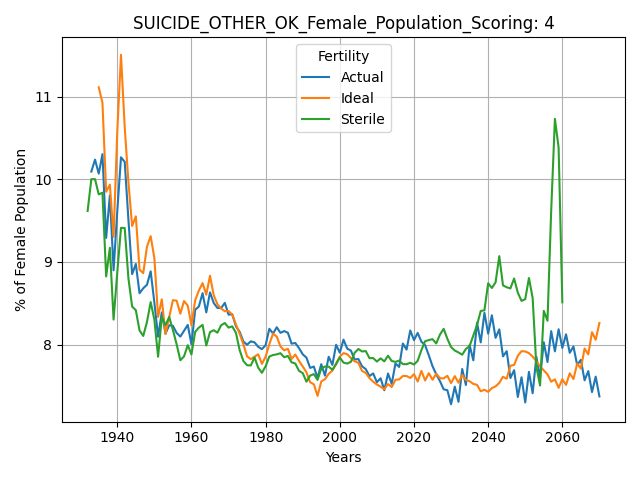 SUICIDE_OTHER_OK_Female_Population_Scoring: 4
Fertility
Actual
Ideal
Sterile
% of Female Population
11
10
9
8
1940 1960 1980 2000 2020 2040 2060
Years